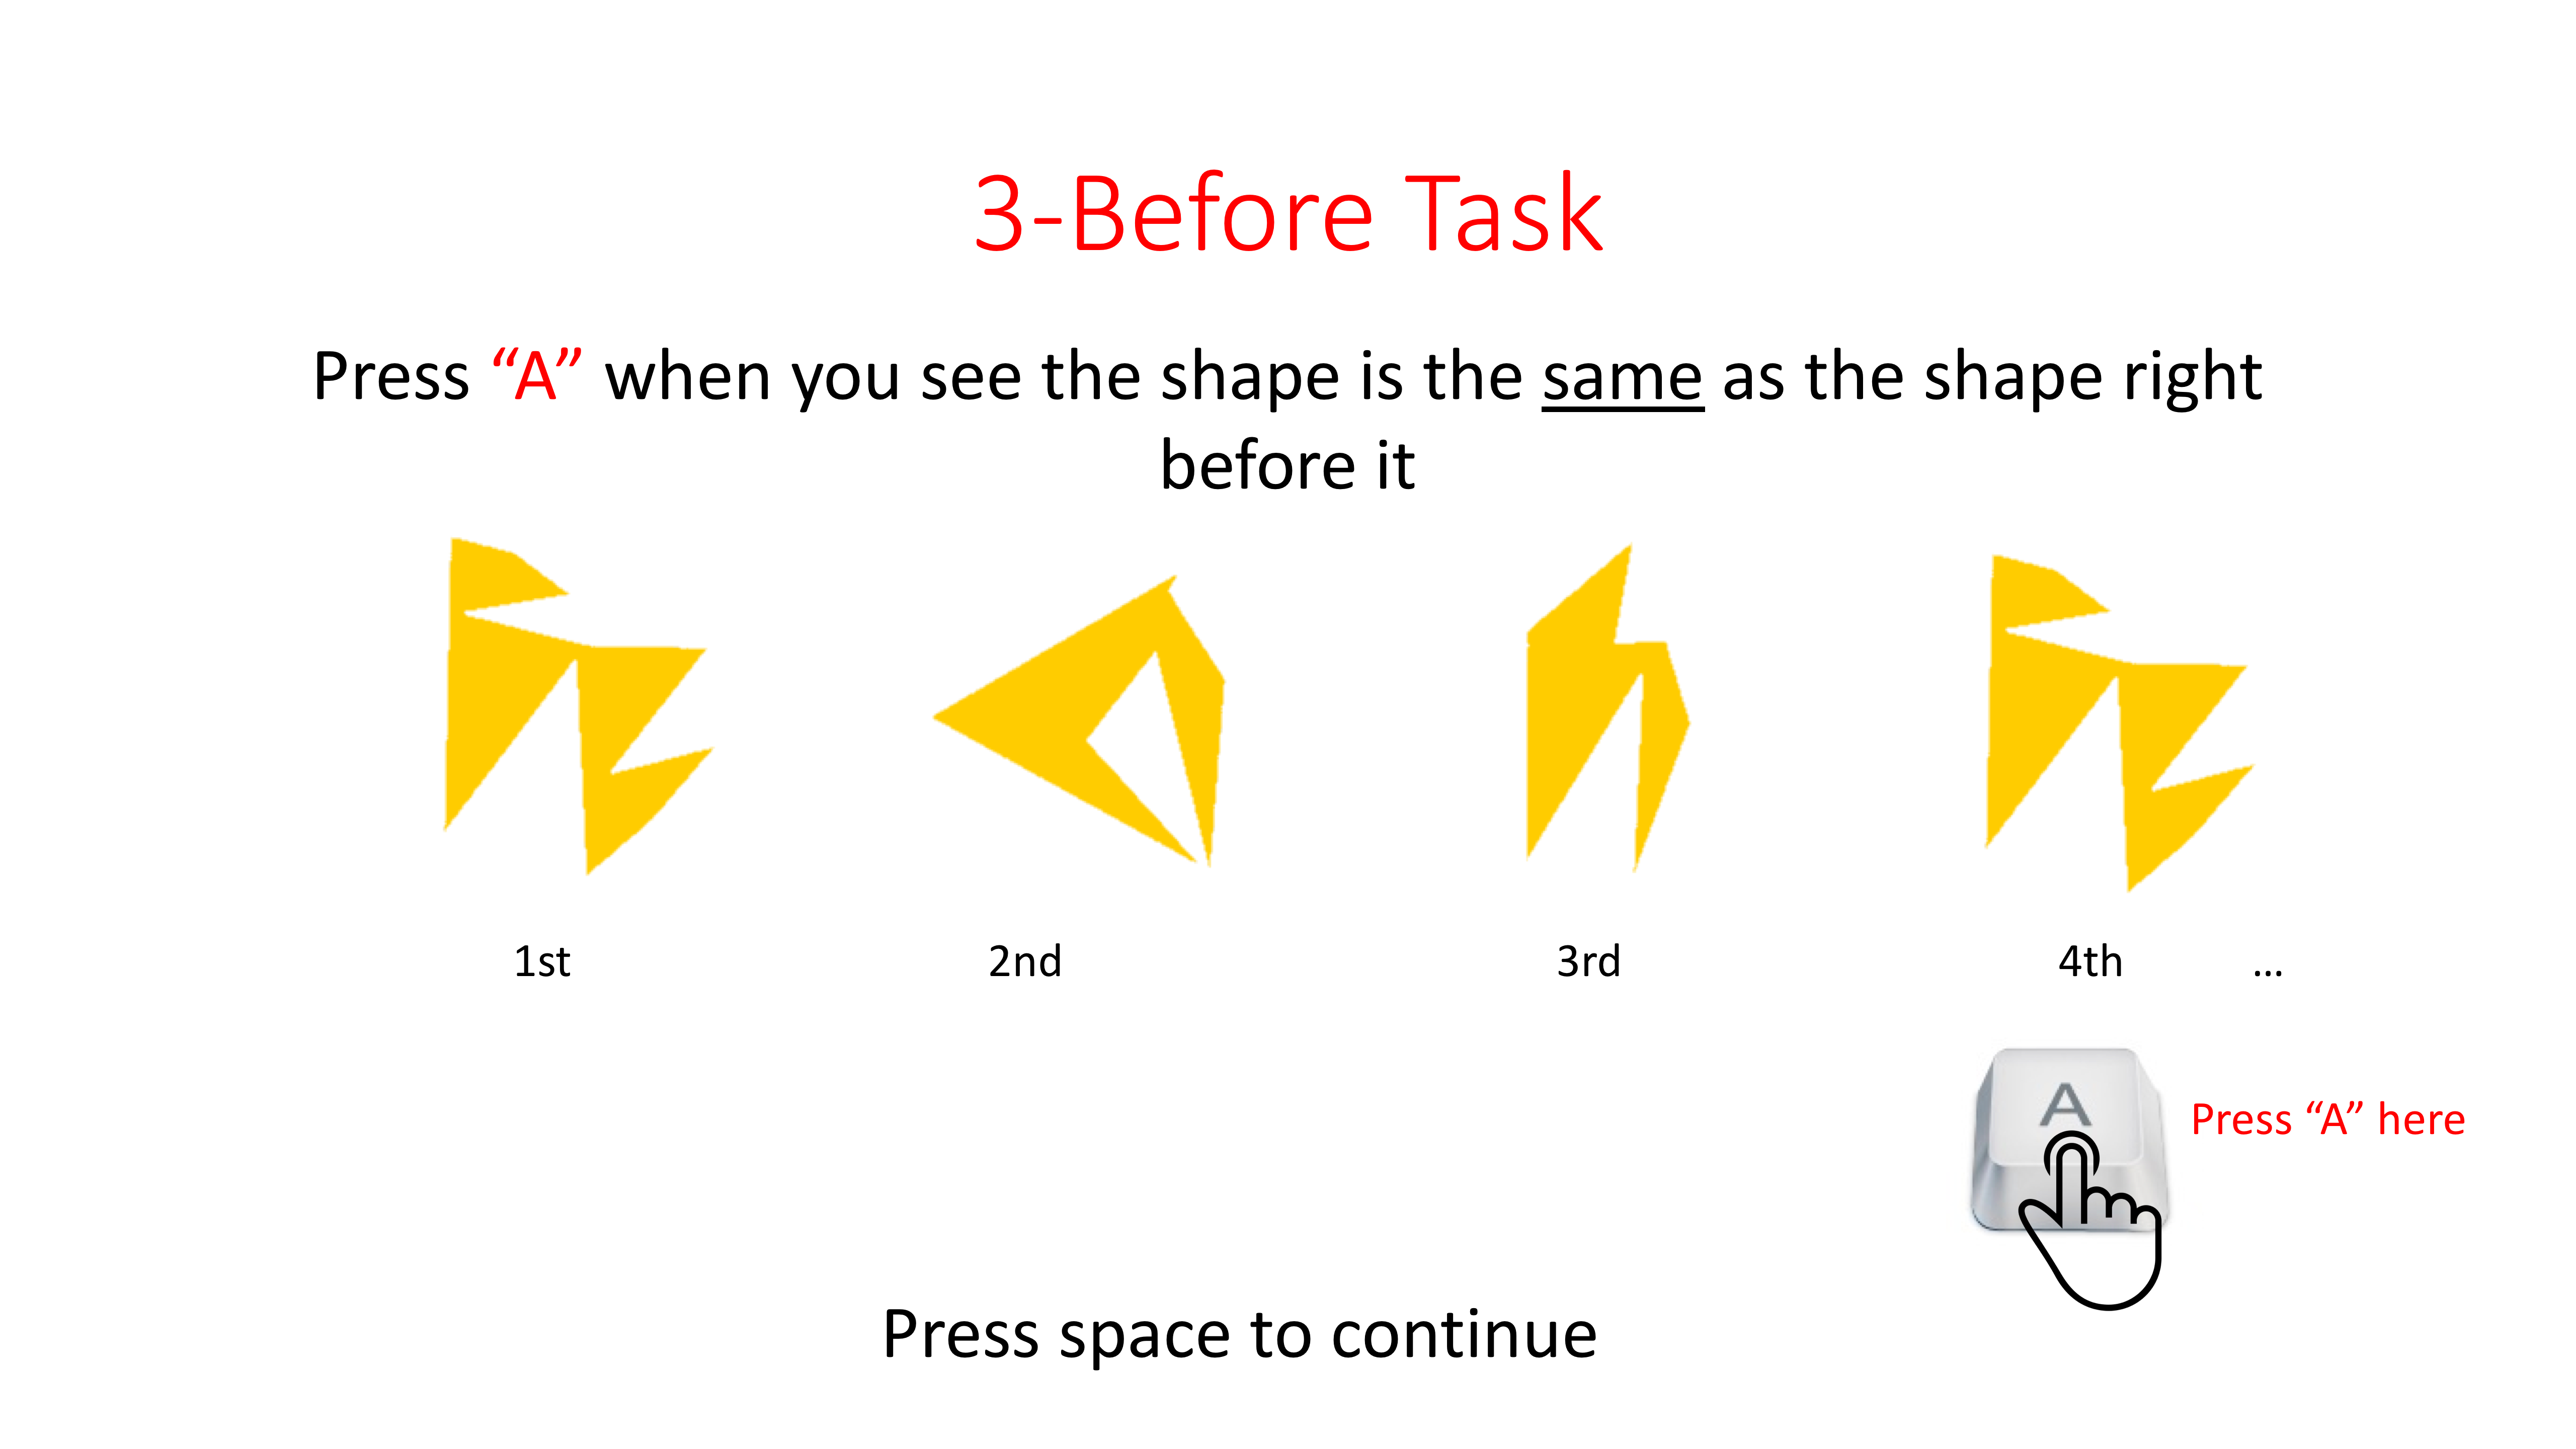 3-Before Task
Press “A” when you see the shape is the same as the shape right
before it
1st 2nd 3rd 4th ...
A
Press “A” here
Press space to continue